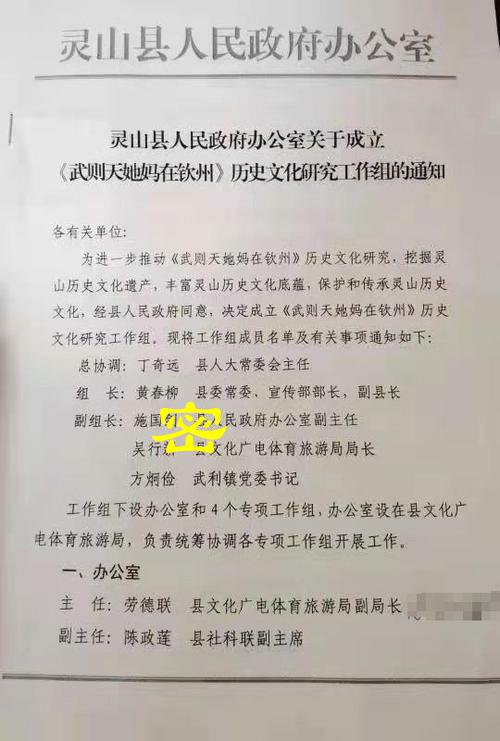 灵山县人民政府办公室
灵山县人民政府办公室关于成立
《武则天她妈在钦州》历史文化研究工作组的通知
各有关单位：
为进一步推动《武则天她妈在钦州》历史文化研究，挖掘灵
山历史文化遗产，丰富灵山历史文化底蕴，保护和传承灵山历史
文化，经县人民政府同意，决定成立《武则天她妈在钦州》历史
文化研究工作组。现将工作组成员名单及有关事项通知如下：
总协调：丁奇远 县人大常委会主任
组 长：黄春柳 县委常委、宣传部部长，副县长
副组长：施国 县人民政府办公室副主任
密
吴行 县文化广电体育旅游局局长
方炯俭 武利镇党委书记
工作组下设办公室和4个专项工作组，办公室设在县文化广
电体育旅游局，负责统筹协调各专项工作组开展工作。
一、办公室
主 任：劳德联 县文化广电体育旅游局副局长
副主任：陈政莲 县社科联副主席